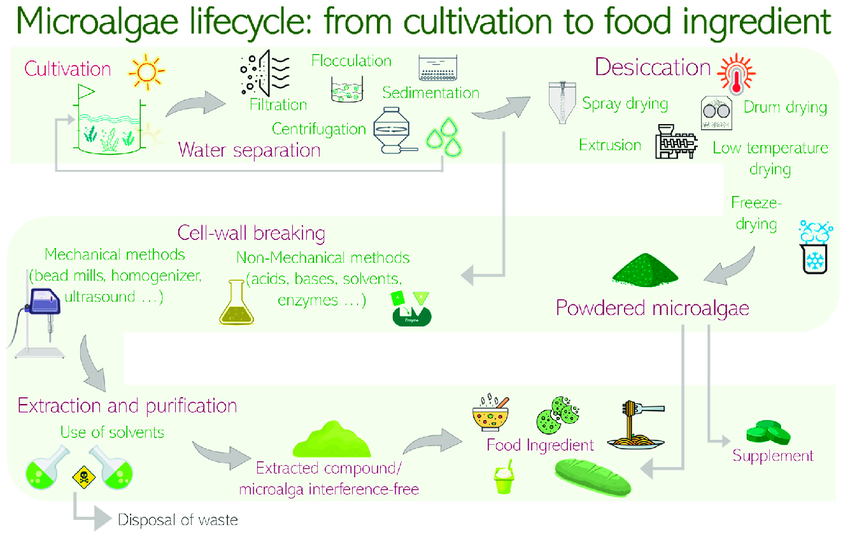 Microalgae lifecycle: from cultivation to food ingredient
Cultivation
Filtration
Flocculation
Sedimentation
Centrifugation
Water separation
Desiccation
Spray drying
Drum drying
Extrusion
Low temperature
drying
Freeze-
drying
Cell-wall breaking
Mechanical methods
(bead mills, homogenizer,
ultrasound ...)
Non-Mechanical methods
(acids, bases, solvents,
enzymes ...)
Enzyme
Powdered microalgae
Extraction and purification
Use of solvents
Disposal of waste
Extracted compound/
microalga interference-free
Food Ingredient
Supplement